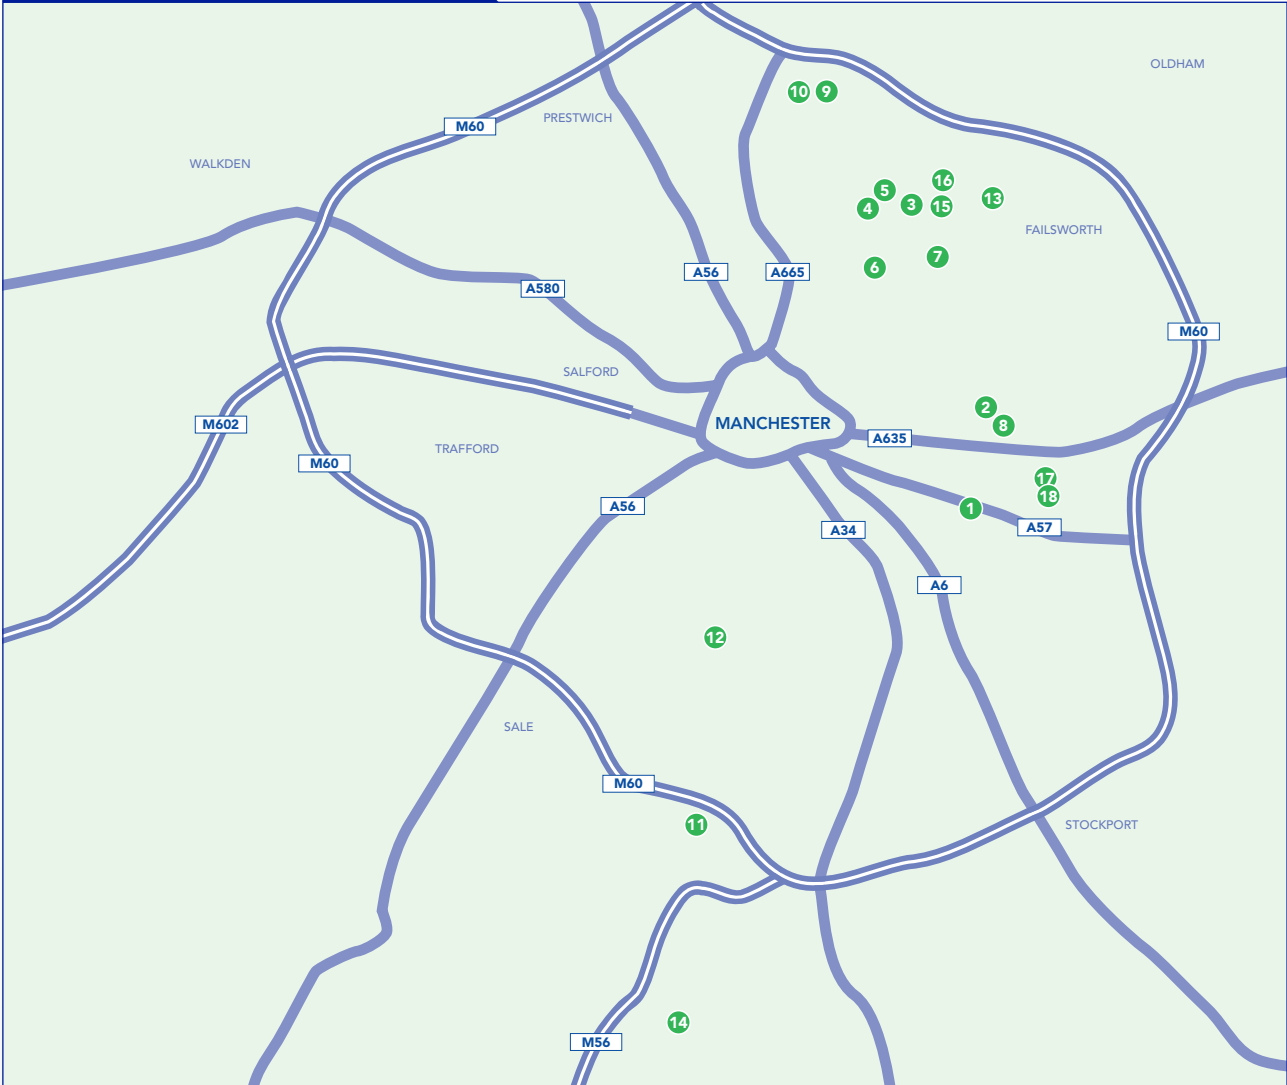 OLDHAM
10 9
PRESTWICH
M60
WALKDEN
16
5
13
3
15
4
FAILSWORTH
7
6
A56
A665
A580
M60
SALFORD
2
MANCHESTER
M602
8
A635
TRAFFORD
M60
17
18
A56
1
A57
A34
A6
12
SALE
M60
11
STOCKPORT
14
M56